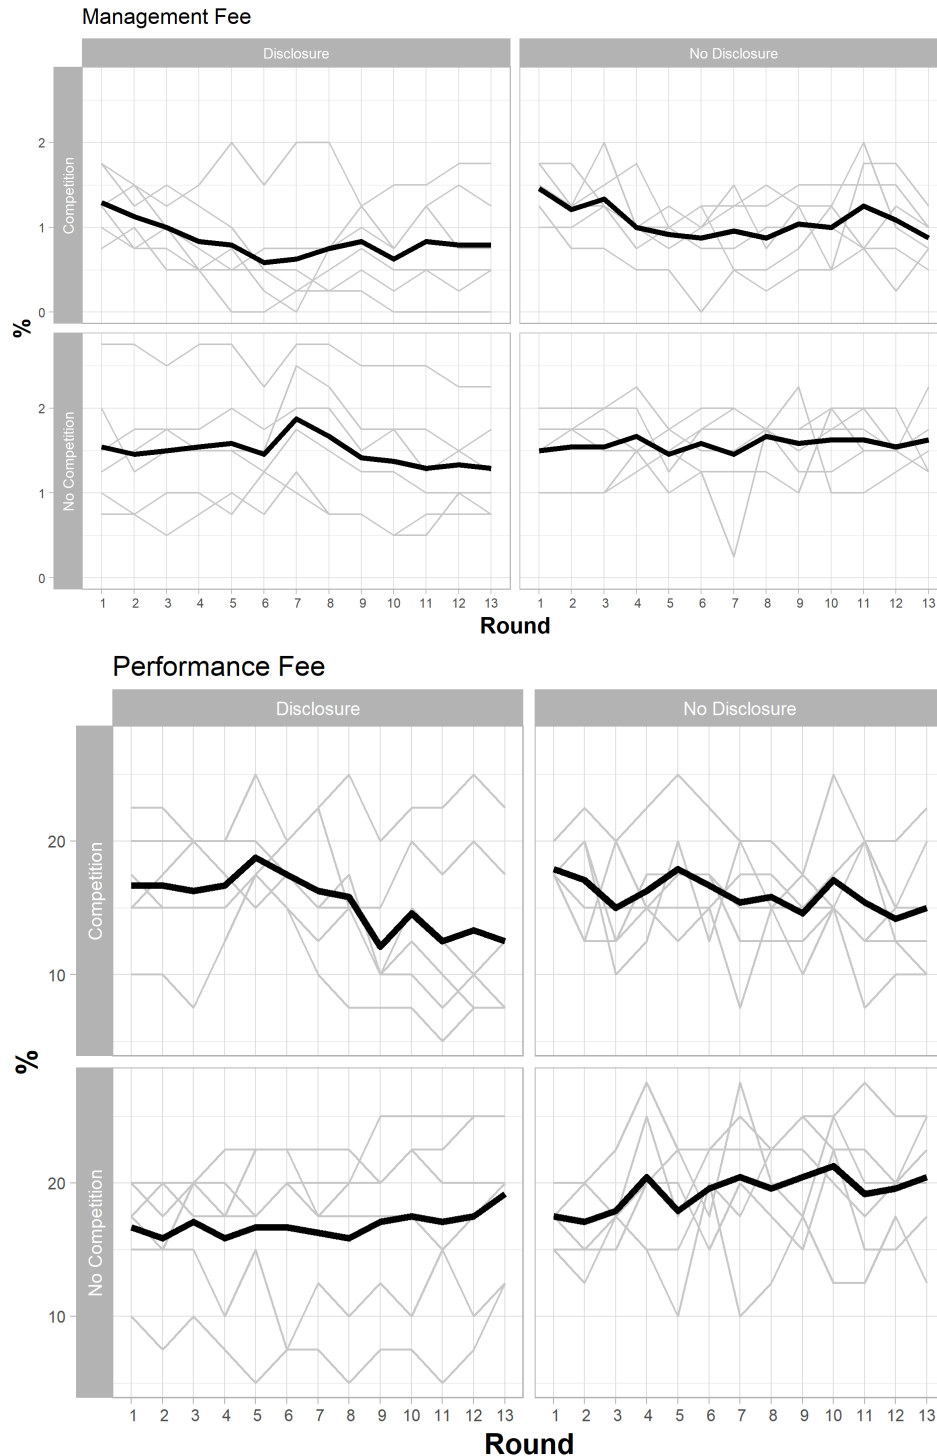 Management Fee
Disclosure
No Disclosure
Competition
2
1
0
%
No Competition
2
1
0
1 2 3 4 5 6 7 8 9 10 11 12 13
1 2 3 4 5 6 7 8 9 10 11 12 13
Round
Performance Fee
Disclosure
No Disclosure
Competition
20
10
%
No Competition
20
10
1 2 3 4 5 6 7 8 9 10 11 12 13
1 2 3 4 5 6 7 8 9 10 11 12 13
Round